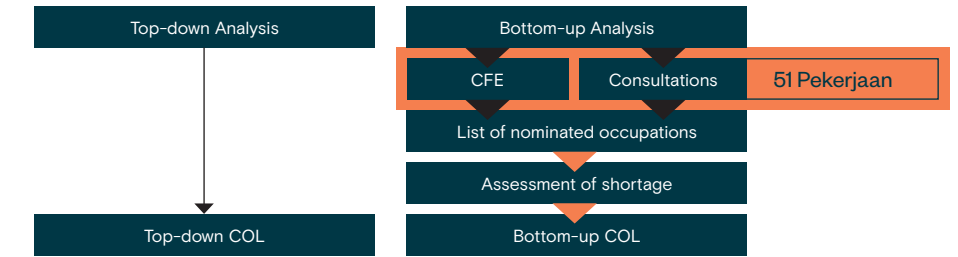 Top-down Analysis
Bottom-up Analysis
CFE
Consultations
51 Pekerjaan
List of nominated occupations
Assessment of shortage
Top-down COL
Bottom-up COL